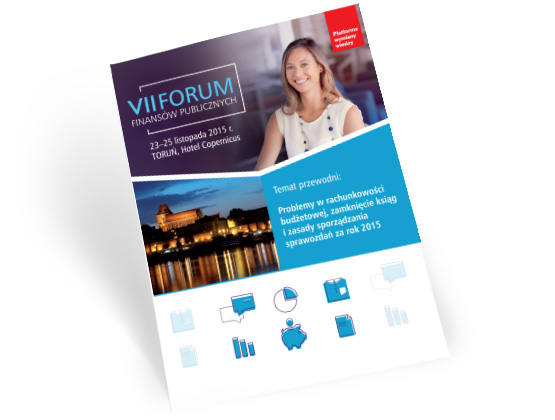 Platforma
wymiany
wiedzy
VII FORUM
FINANSÓW PUBLICZNYCH
23–25 listopada 2015 r.
TORUŃ, Hotel Copernicus
Temat przewodni:
Problemy w rachunkowości
budżetowej, zamknięcie ksiąg
i zasady sporządzania
sprawozdań za rok 2015